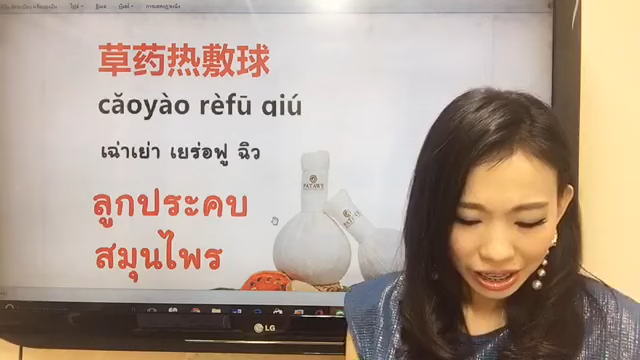 草药热敷球
cǎoyào rèfū qiú
เฉ่าเย่า เยร่อฟู ฉิว
ลูกประคบ
สมุนไพร
LG